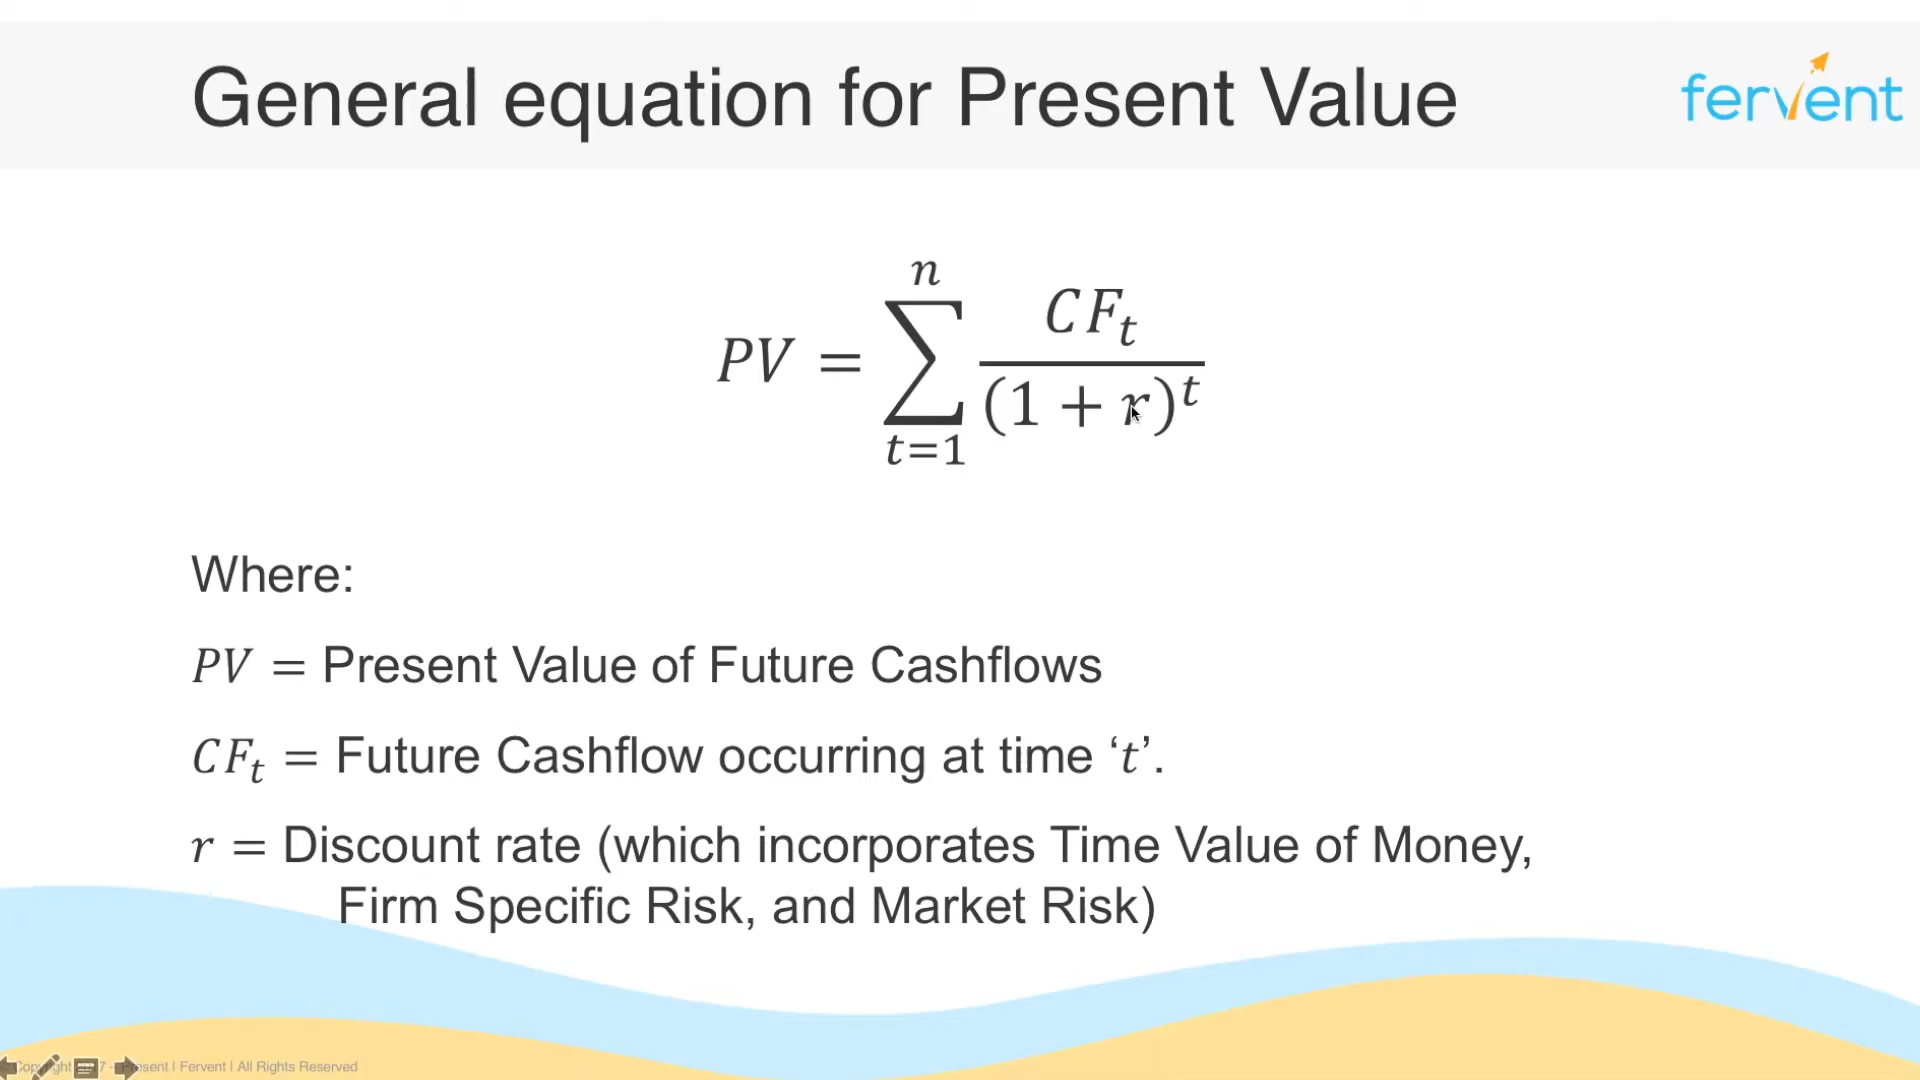 General equation for Present Value
fervent
PV = \sum_{t=1}^{n} \frac{CF_t}{(1 + r)^t}
Where:
PV = Present Value of Future Cashflows
CF_t = Future Cashflow occurring at time ‘t’.
r = Discount rate (which incorporates Time Value of Money,
Firm Specific Risk, and Market Risk)
| Fervent | All Rights Reserved